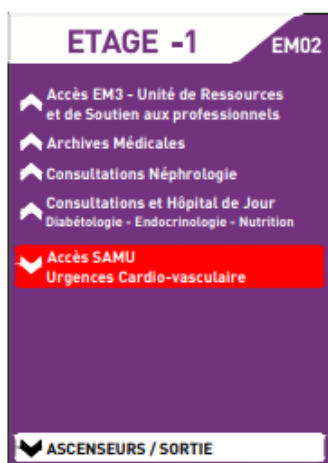 ETAGE -1
EM02
Accès EM3 - Unité de Ressources
et de Soutien aux professionnels
Archives Médicales
Consultations Néphrologie
Consultations et Hôpital de Jour
Diabétologie - Endocrinologie - Nutrition
Accès SAMU
Urgences Cardio-vasculaire
ASCENSEURS / SORTIE